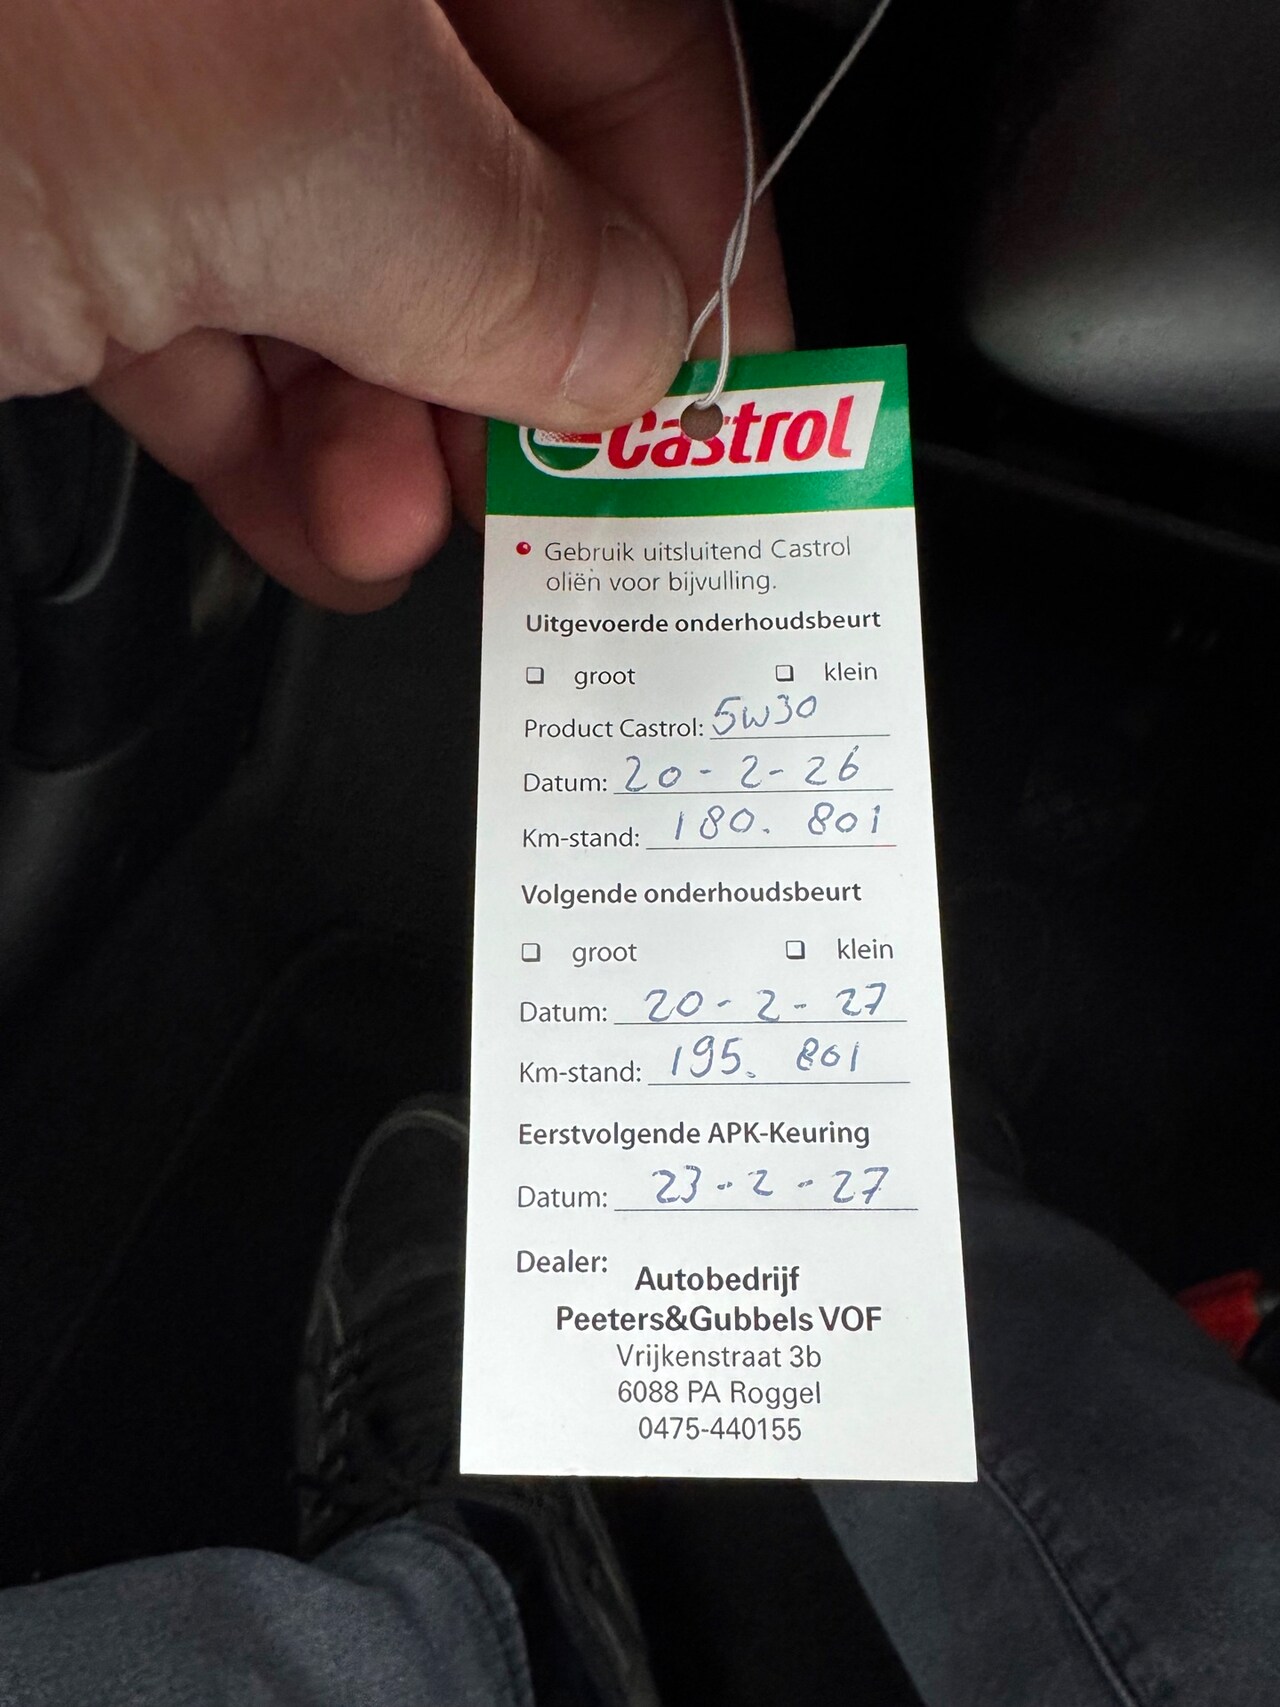 Castrol
Gebruik uitsluitend Castrol
oliën voor bijvulling.
Uitgevoerde onderhoudsbeurt
groot klein
Product Castrol: 5W30
Datum: 20-2-26
Km-stand: 180.801
Volgende onderhoudsbeurt
groot klein
Datum: 20-2-27
Km-stand: 195.801
Eerstvolgende APK-Keuring
Datum: 23-2-27
Dealer:
Autobedrijf
Peeters&Gubbels VOF
Vrijkenstraat 3b
6088 PA Roggel
0475-440155